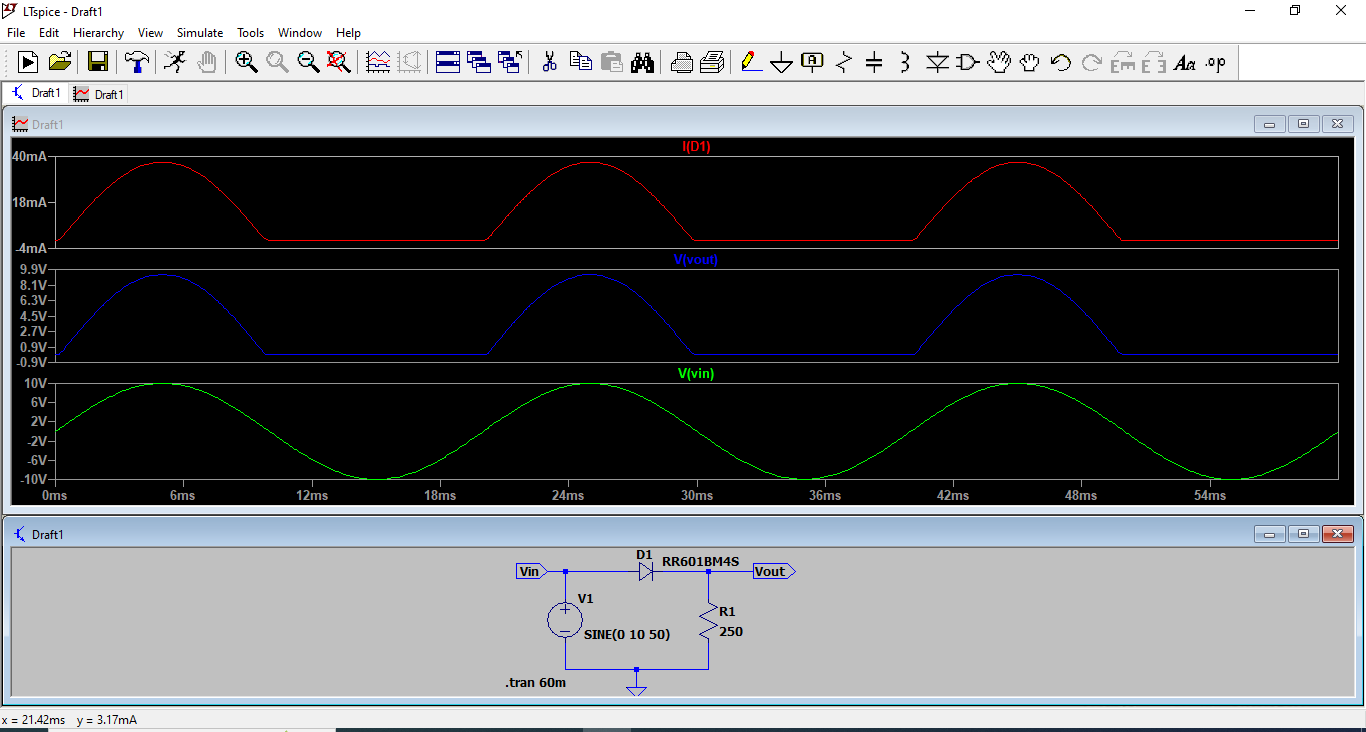 LTspice - Draft1
File Edit Hierarchy View Simulate Tools Window Help
A Aa .op
Draft1 Draft1
Draft1
I(D1)
40mA
18mA
-4mA
V(vout)
9.9V
8.1V
6.3V
4.5V
2.7V
0.9V
-0.9V
V(vin)
10V
6V
2V
-2V
-6V
-10V
0ms 6ms 12ms 18ms 24ms 30ms 36ms 42ms 48ms 54ms
Draft1
D1
RR601BM4S
Vin
Vout
V1
R1
250
SINE(0 10 50)
.tran 60m
x = 21.42ms y = 3.17mA